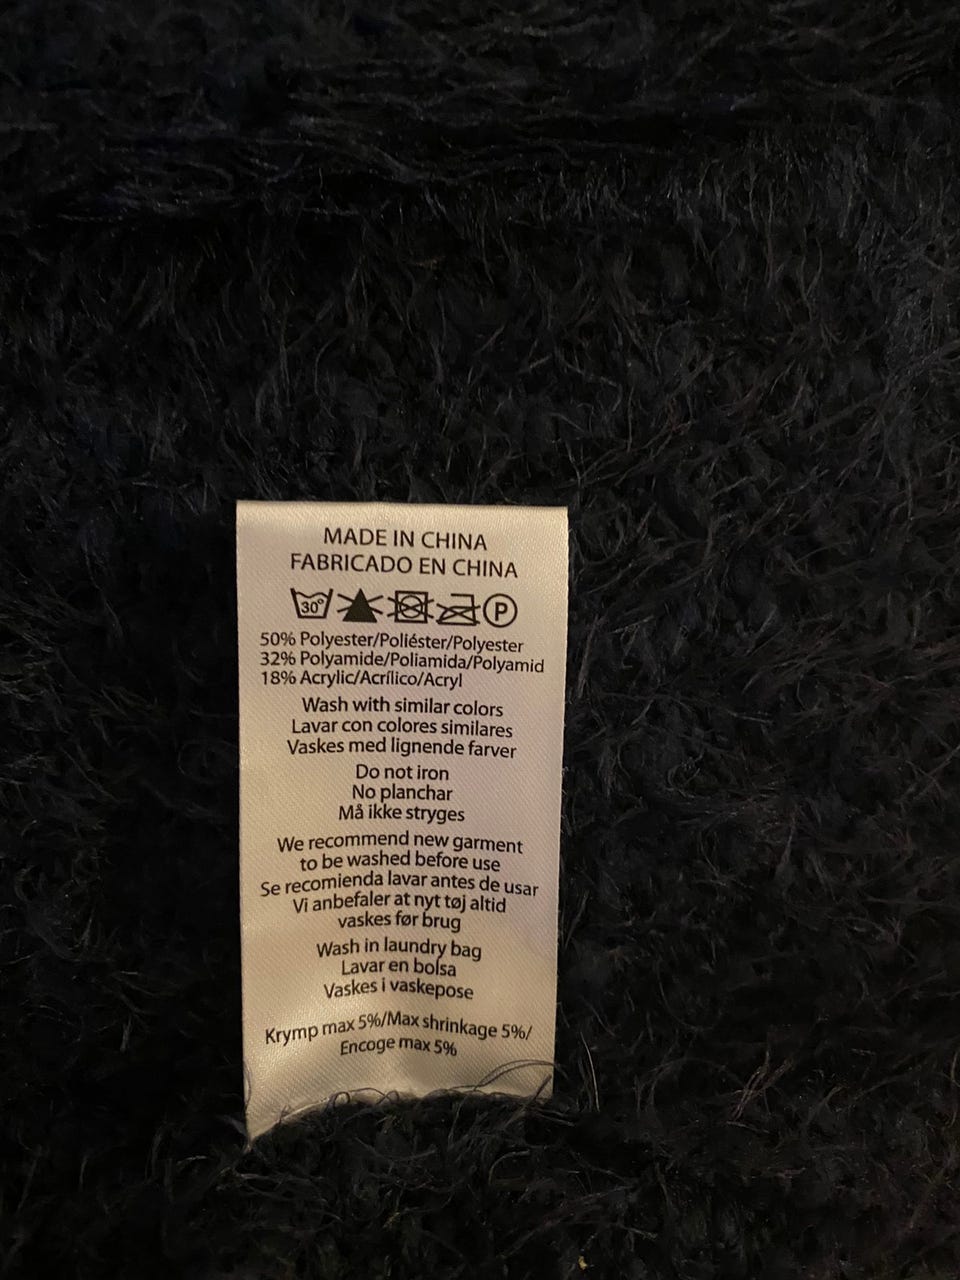 MADE IN CHINA
FABRICADO EN CHINA
30° P
50% Polyester/Poliéster/Polyester
32% Polyamide/Poliamida/Polyamid
18% Acrylic/Acrílico/Acryl
Wash with similar colors
Lavar con colores similares
Vaskes med lignende farver
Do not iron
No planchar
Må ikke stryges
We recommend new garment
to be washed before use
Se recomienda lavar antes de usar
Vi anbefaler at nyt tøj altid
vaskes før brug
Wash in laundry bag
Lavar en bolsa
Vaskes i vaskepose
Krymp max 5%/Max shrinkage 5%/
Encoge max 5%